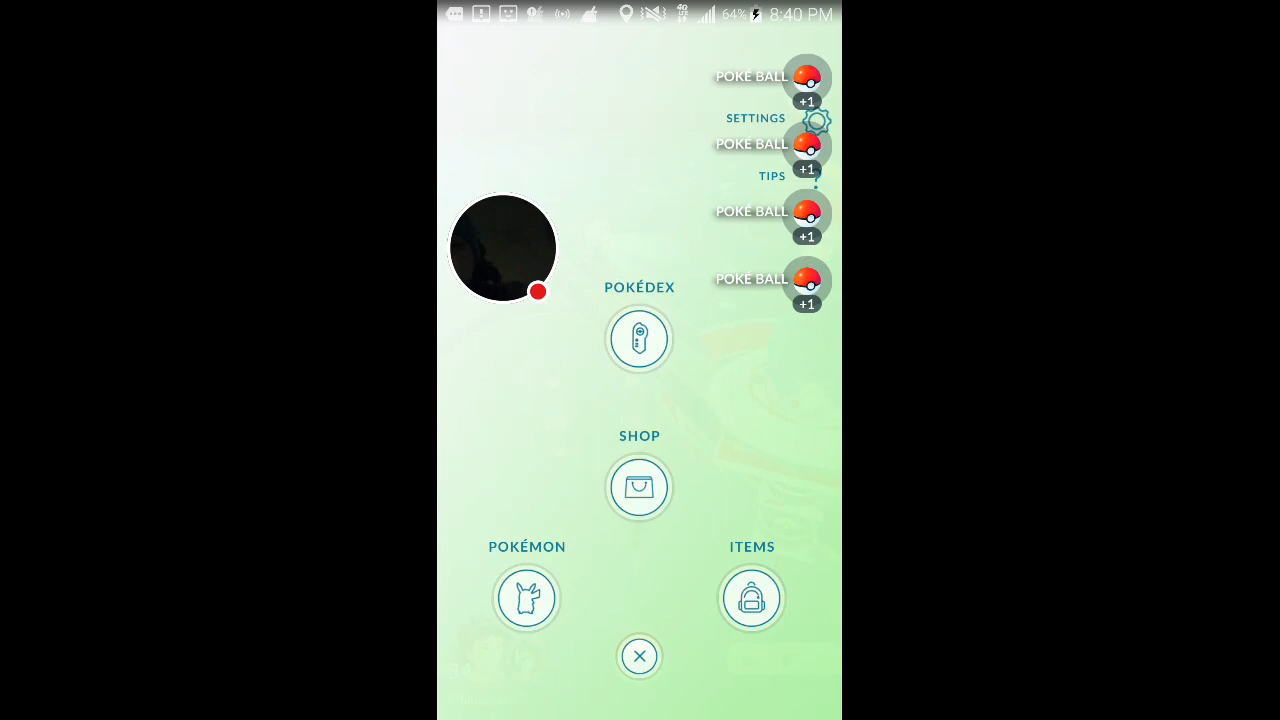 64% 8:40 PM
POKÉ BALL
+1
SETTINGS
POKÉ BALL
+1
TIPS
?
POKÉ BALL
+1
POKÉ BALL
+1
POKÉDEX
SHOP
POKÉMON
ITEMS
34